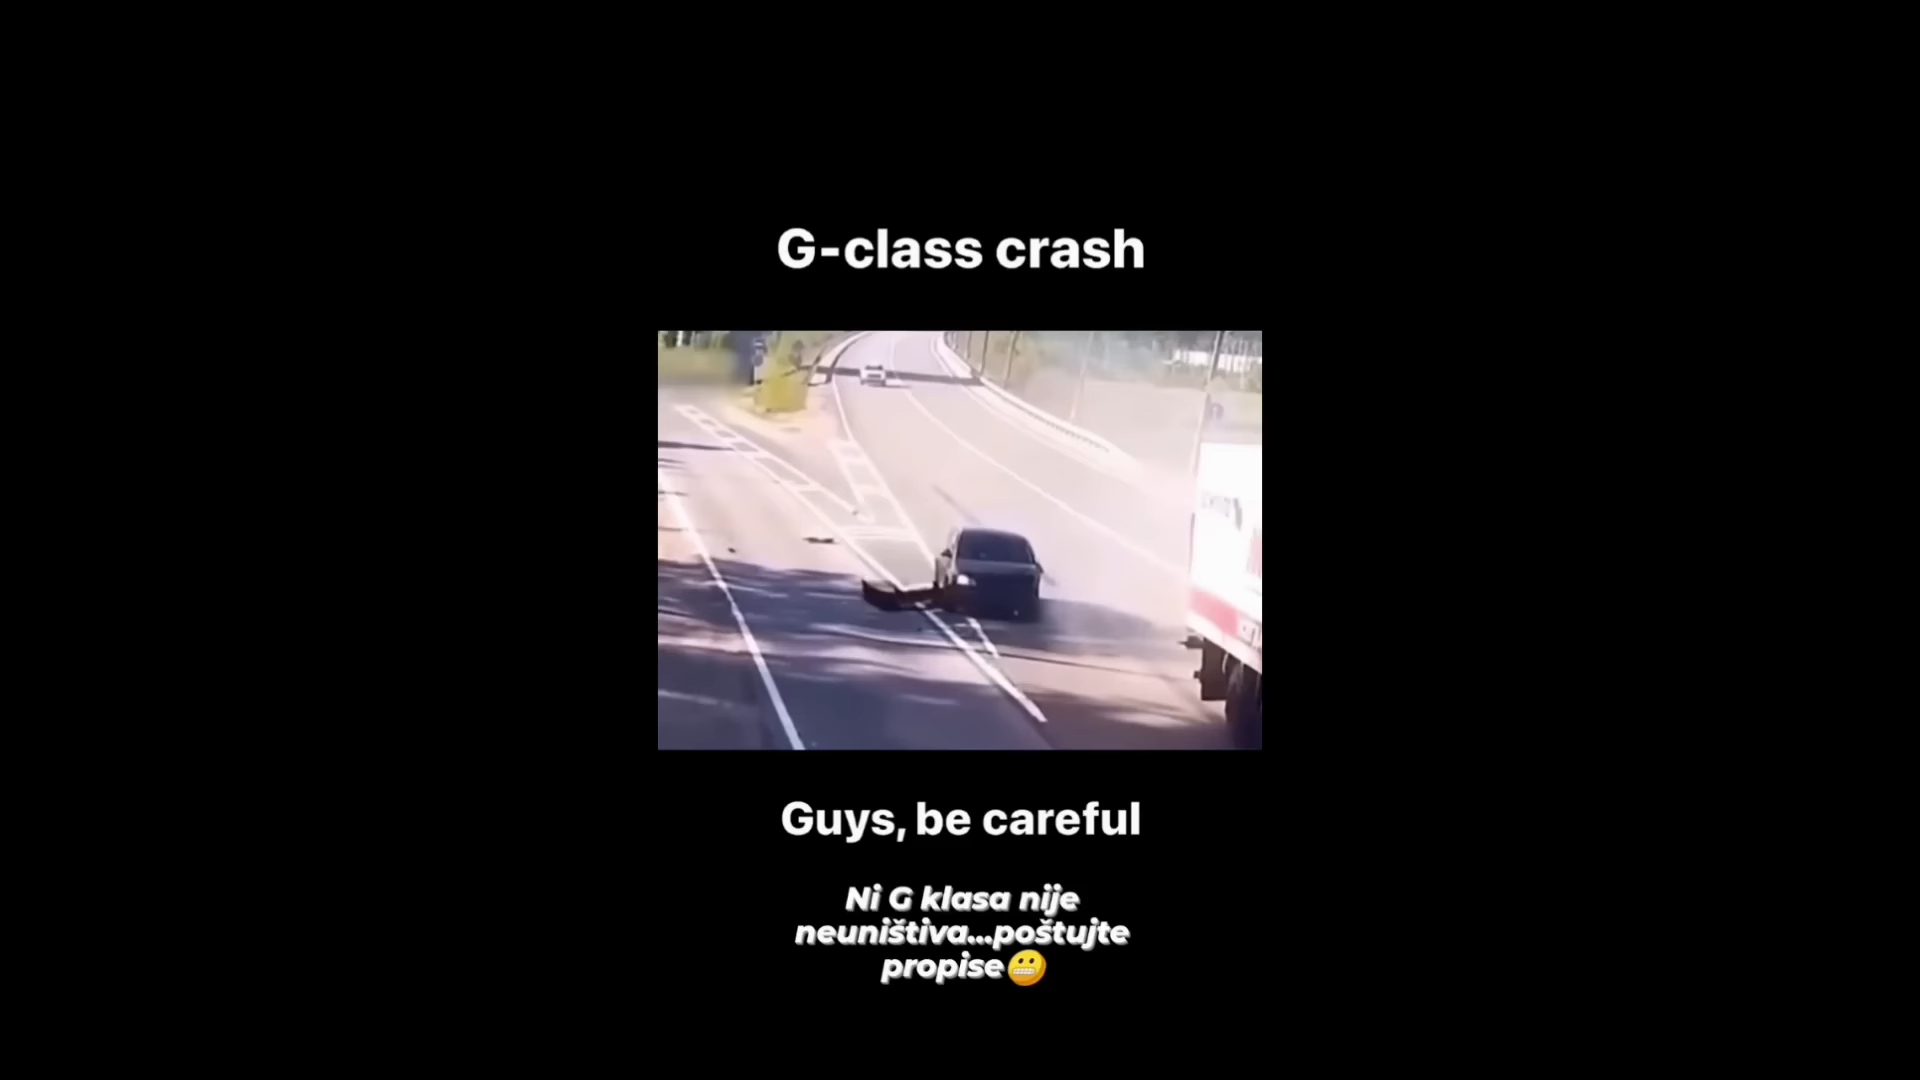 G-class crash
Guys, be careful
Ni G klasa nije
neuništiva...poštujte
propise😬